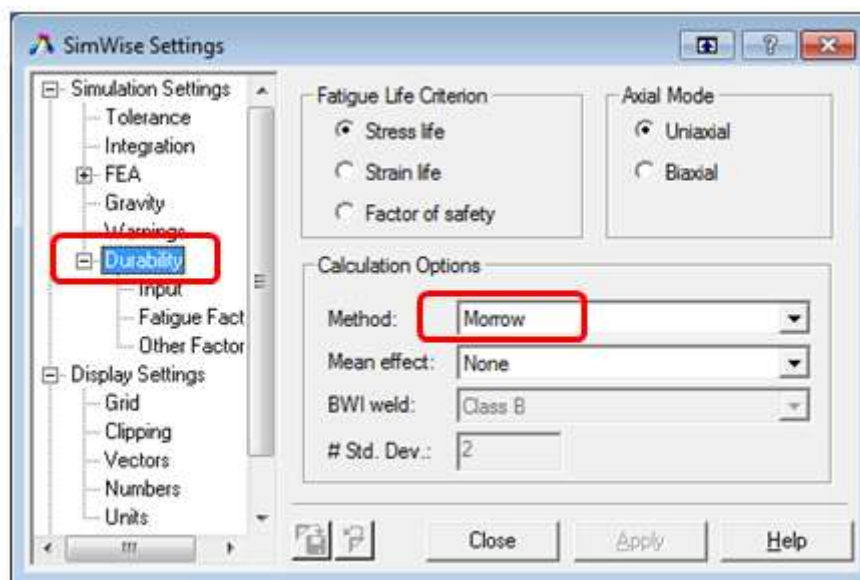 SimWise Settings
Simulation Settings
Tolerance
Integration
FEA
Gravity
Warnings
Durability
Input
Fatigue Fact
Other Factor
Display Settings
Grid
Clipping
Vectors
Numbers
Units
Fatigue Life Criterion
Stress life
Strain life
Factor of safety
Axial Mode
Uniaxial
Biaxial
Calculation Options
Method: Morrow
Mean effect: None
BWI weld: Class B
# Std. Dev.: 2
Close Apply Help